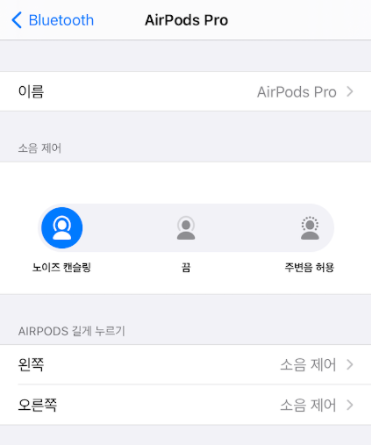 Bluetooth AirPods Pro
이름 AirPods Pro
소음 제어
노이즈 캔슬링 끔 주변음 허용
AIRPODS 길게 누르기
왼쪽 소음 제어
오른쪽 소음 제어